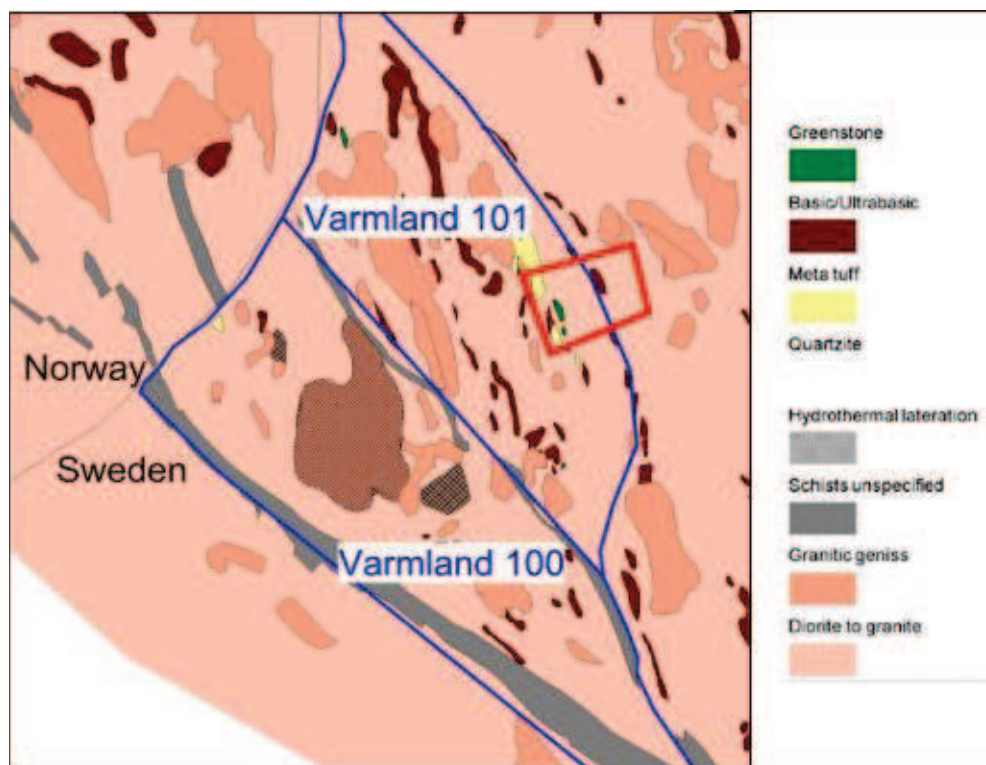 Varmland 101
Norway
Sweden
Varmland 100
Greenstone
Basic/Ultrabasic
Meta tuff
Quartzite
Hydrothermal lateration
Schists unspecified
Granitic geniss
Diorite to granite